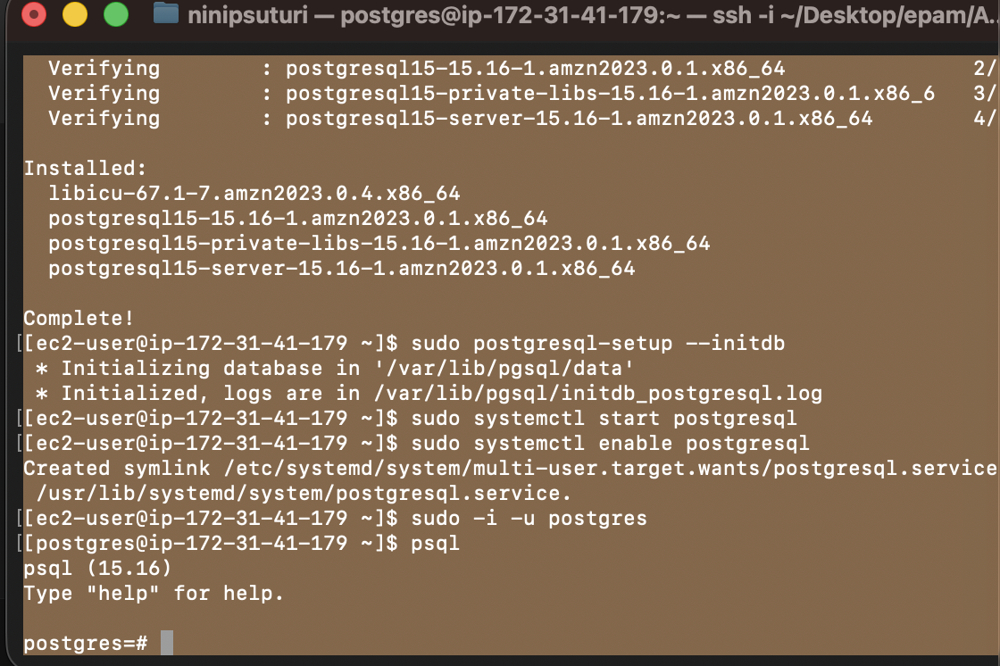 ninipsuturi — postgres@ip-172-31-41-179:~ — ssh -i ~/Desktop/epam/A...
  Verifying        : postgresql15-15.16-1.amzn2023.0.1.x86_64               2/
  Verifying        : postgresql15-private-libs-15.16-1.amzn2023.0.1.x86_6   3/
  Verifying        : postgresql15-server-15.16-1.amzn2023.0.1.x86_64        4/

Installed:
  libicu-67.1-7.amzn2023.0.4.x86_64
  postgresql15-15.16-1.amzn2023.0.1.x86_64
  postgresql15-private-libs-15.16-1.amzn2023.0.1.x86_64
  postgresql15-server-15.16-1.amzn2023.0.1.x86_64

Complete!
[[ec2-user@ip-172-31-41-179 ~]$ sudo postgresql-setup --initdb
 * Initializing database in '/var/lib/pgsql/data'
 * Initialized, logs are in /var/lib/pgsql/initdb_postgresql.log
[[ec2-user@ip-172-31-41-179 ~]$ sudo systemctl start postgresql
[[ec2-user@ip-172-31-41-179 ~]$ sudo systemctl enable postgresql
Created symlink /etc/systemd/system/multi-user.target.wants/postgresql.service
 /usr/lib/systemd/system/postgresql.service.
[[ec2-user@ip-172-31-41-179 ~]$ sudo -i -u postgres
[[postgres@ip-172-31-41-179 ~]$ psql
psql (15.16)
Type "help" for help.

postgres=#